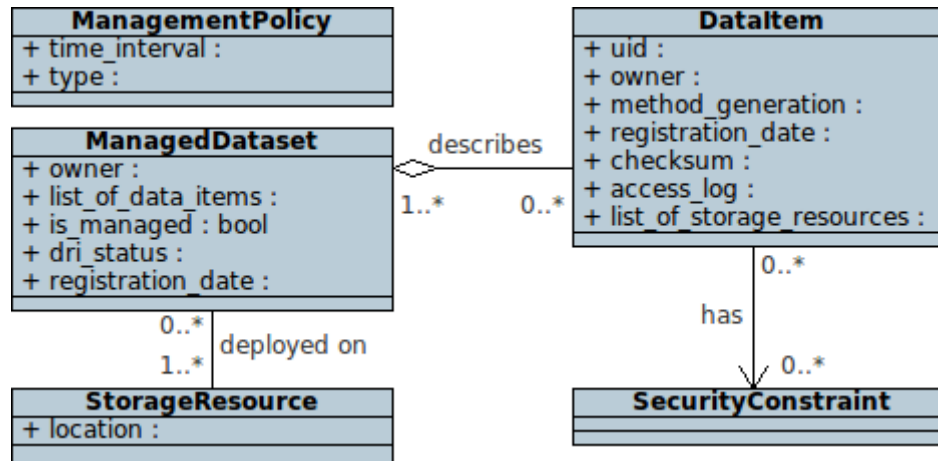 ManagementPolicy
+ time_interval :
+ type :
ManagedDataset
+ owner :
+ list_of_data_items :
+ is_managed : bool
+ dri_status :
+ registration_date :
describes
1..*
0..*
DataItem
+ uid :
+ owner :
+ method_generation :
+ registration_date :
+ checksum :
+ access_log :
+ list_of_storage_resources :
0..*
deployed on
1..*
StorageResource
+ location :
0..*
has
0..*
SecurityConstraint